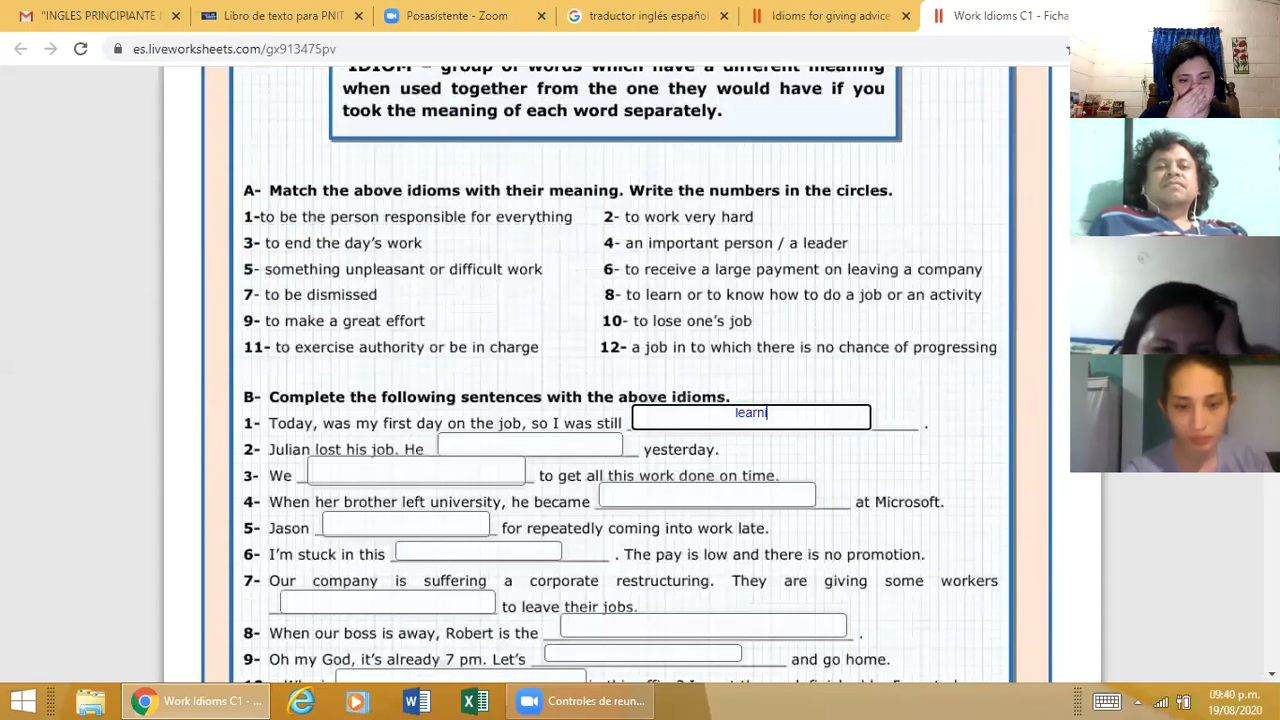 "INGLES PRINCIPIANTE
Libro de texto para PNIT
Posasistente - Zoom
traductor inglés español
Idioms for giving advice
Work Idioms C1 - Ficha
es.liveworksheets.com/gx913475pv
IDIOM = group of words which have a different meaning
when used together from the one they would have if you
took the meaning of each word separately.
A- Match the above idioms with their meaning. Write the numbers in the circles.
1-to be the person responsible for everything 2- to work very hard
3- to end the day's work 4- an important person / a leader
5- something unpleasant or difficult work 6- to receive a large payment on leaving a company
7- to be dismissed 8- to learn or to know how to do a job or an activity
9- to make a great effort 10- to lose one's job
11- to exercise authority or be in charge 12- a job in to which there is no chance of progressing
B- Complete the following sentences with the above idioms.
1- Today, was my first day on the job, so I was still learni .
2- Julian lost his job. He yesterday.
3- We to get all this work done on time.
4- When her brother left university, he became at Microsoft.
5- Jason for repeatedly coming into work late.
6- I'm stuck in this . The pay is low and there is no promotion.
7- Our company is suffering a corporate restructuring. They are giving some workers
to leave their jobs.
8- When our boss is away, Robert is the .
9- Oh my God, it's already 7 pm. Let's and go home.
Work Idioms C1 - ...
Controles de reun...
09:40 p.m.
19/08/2020